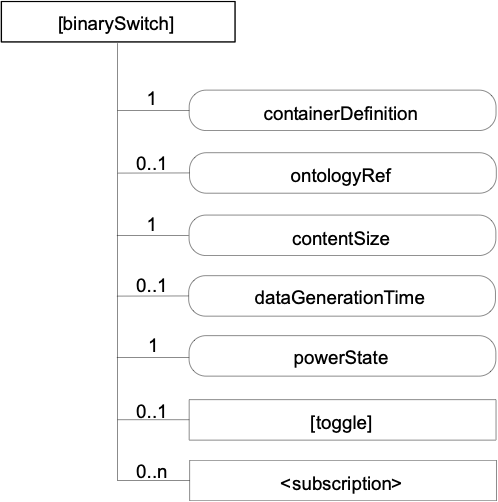 [binarySwitch]
1
containerDefinition
0..1
ontologyRef
1
contentSize
0..1
dataGenerationTime
1
powerState
0..1
[toggle]
0..n
<subscription>